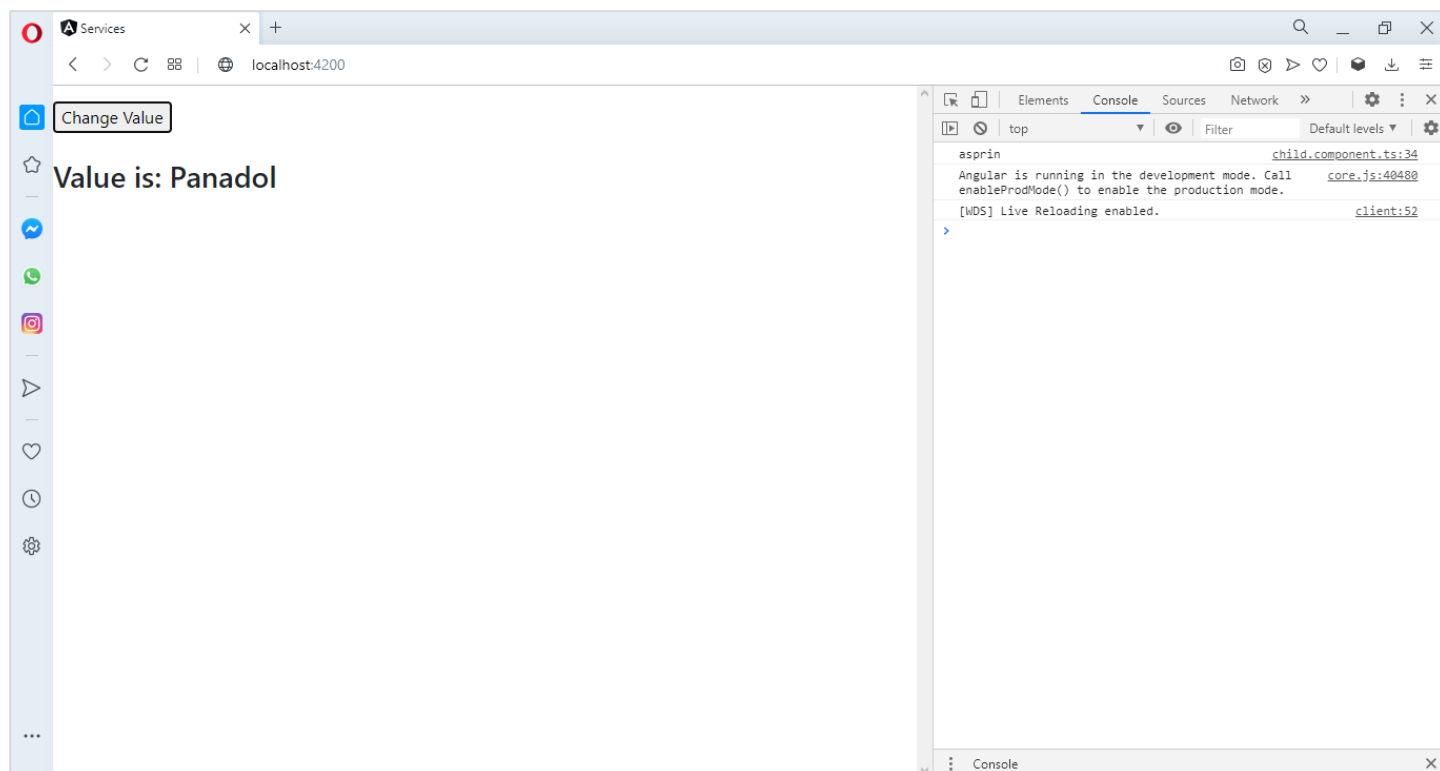 Services
localhost:4200
Change Value
Value is: Panadol
Elements Console Sources Network »
top Filter Default levels ▼
asprin child.component.ts:34
Angular is running in the development mode. Call core.js:40480
enableProdMode() to enable the production mode.
[WDS] Live Reloading enabled. client:52
Console